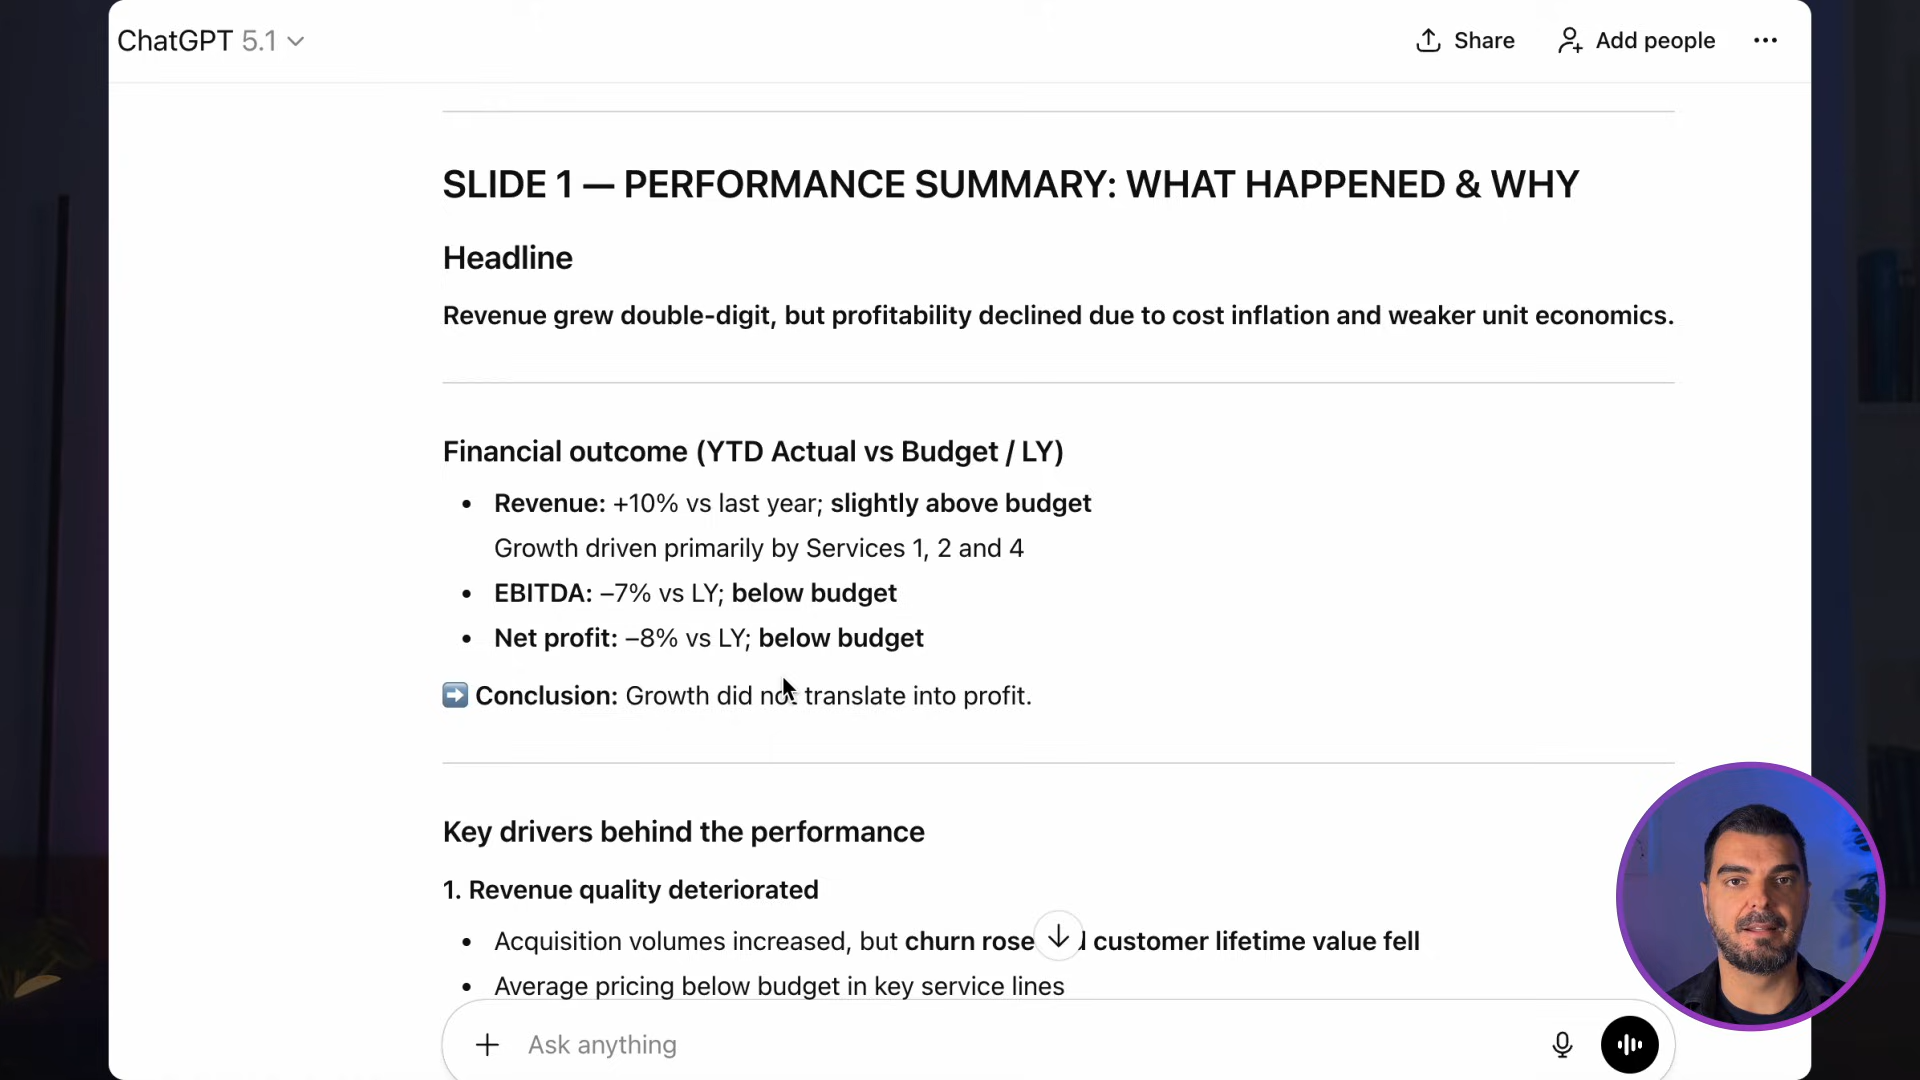 ChatGPT 5.1
Share
Add people
SLIDE 1 — PERFORMANCE SUMMARY: WHAT HAPPENED & WHY
Headline
Revenue grew double-digit, but profitability declined due to cost inflation and weaker unit economics.
Financial outcome (YTD Actual vs Budget / LY)
• Revenue: +10% vs last year; slightly above budget
Growth driven primarily by Services 1, 2 and 4
• EBITDA: –7% vs LY; below budget
• Net profit: –8% vs LY; below budget
➡️ Conclusion: Growth did not translate into profit.
Key drivers behind the performance
1. Revenue quality deteriorated
• Acquisition volumes increased, but churn rose customer lifetime value fell
• Average pricing below budget in key service lines
Ask anything